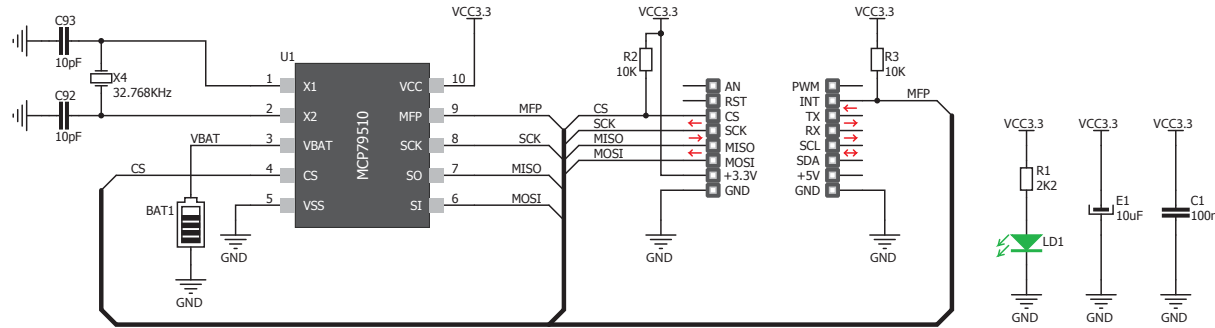 C93
10pF
X4
32.768KHz
C92
10pF
VBAT
CS
BAT1
GND
GND
U1
MCP79510
1 X1
2 X2
3 VBAT
4 CS
5 VSS
VCC 10
MFP 9
SCK 8
SO 7
SI 6
VCC3.3
MFP
SCK
MISO
MOSI
VCC3.3
R2
10K
CS
SCK
MISO
MOSI
AN
RST
CS
SCK
MISO
MOSI
+3.3V
GND
GND
VCC3.3
R3
10K
MFP
PWM
INT
TX
RX
SCL
SDA
+5V
GND
GND
VCC3.3
R1
2K2
LD1
GND
VCC3.3
E1
10uF
GND
VCC3.3
C1
100n
GND